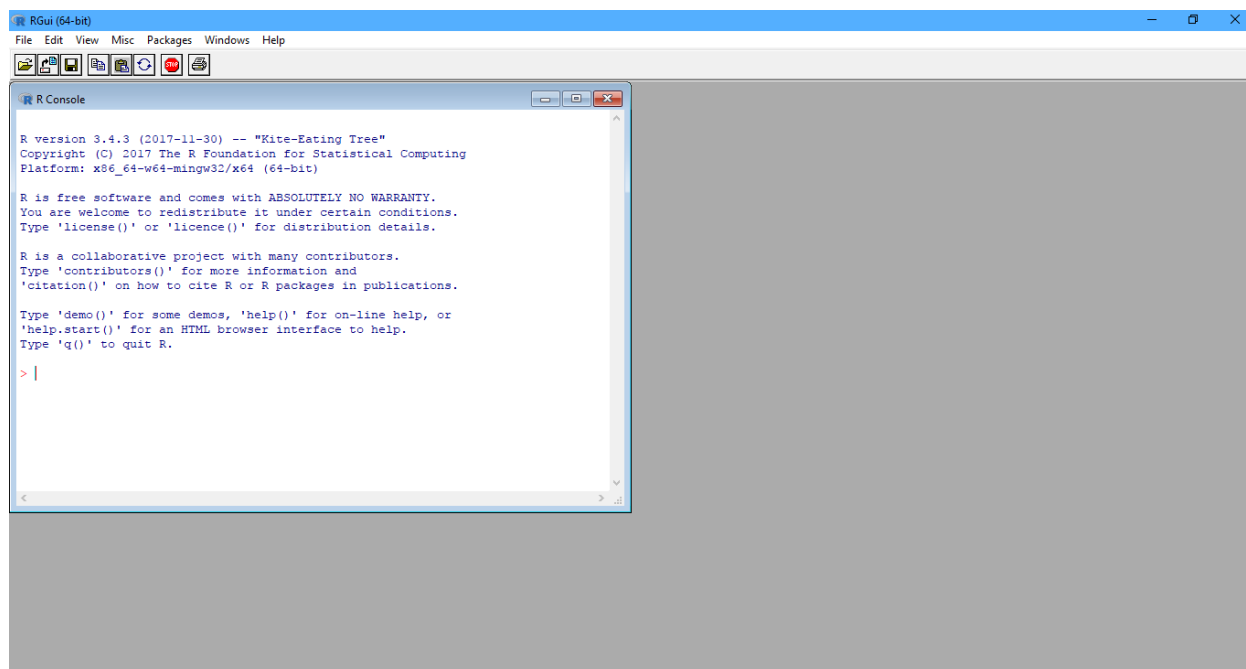 RGui (64-bit)
File Edit View Misc Packages Windows Help
STOP
R Console
R version 3.4.3 (2017-11-30) -- "Kite-Eating Tree"
Copyright (C) 2017 The R Foundation for Statistical Computing
Platform: x86_64-w64-mingw32/x64 (64-bit)
R is free software and comes with ABSOLUTELY NO WARRANTY.
You are welcome to redistribute it under certain conditions.
Type 'license()' or 'licence()' for distribution details.
R is a collaborative project with many contributors.
Type 'contributors()' for more information and
'citation()' on how to cite R or R packages in publications.
Type 'demo()' for some demos, 'help()' for on-line help, or
'help.start()' for an HTML browser interface to help.
Type 'q()' to quit R.
>